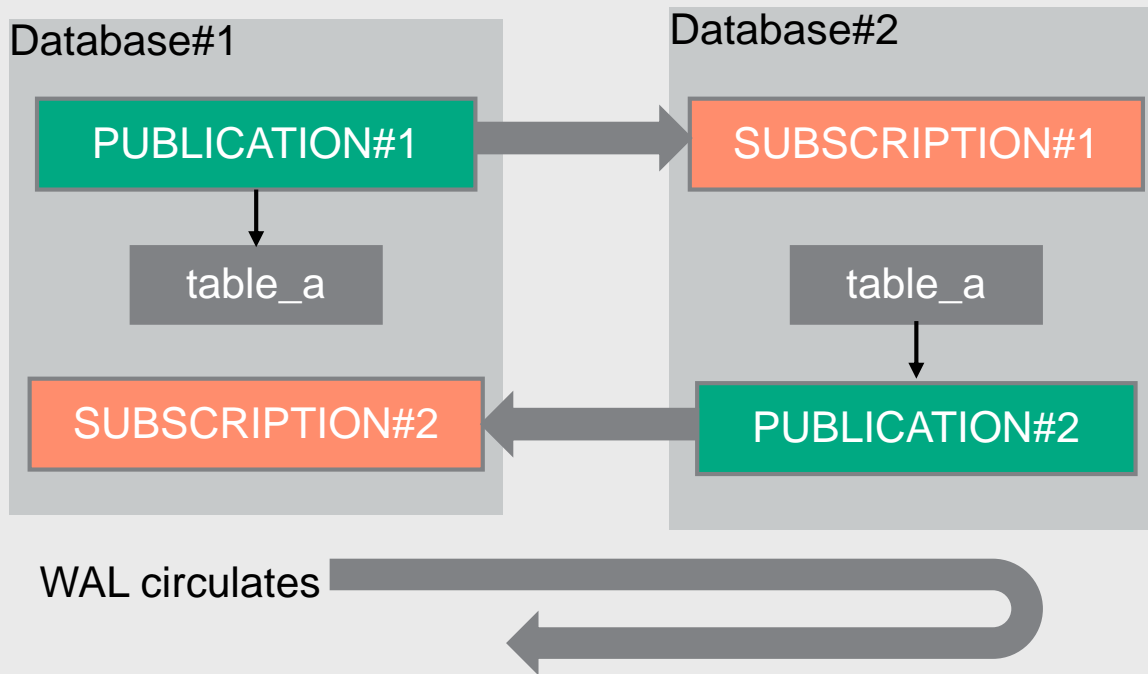 Database#1
Database#2
PUBLICATION#1
SUBSCRIPTION#1
table_a
table_a
SUBSCRIPTION#2
PUBLICATION#2
WAL circulates